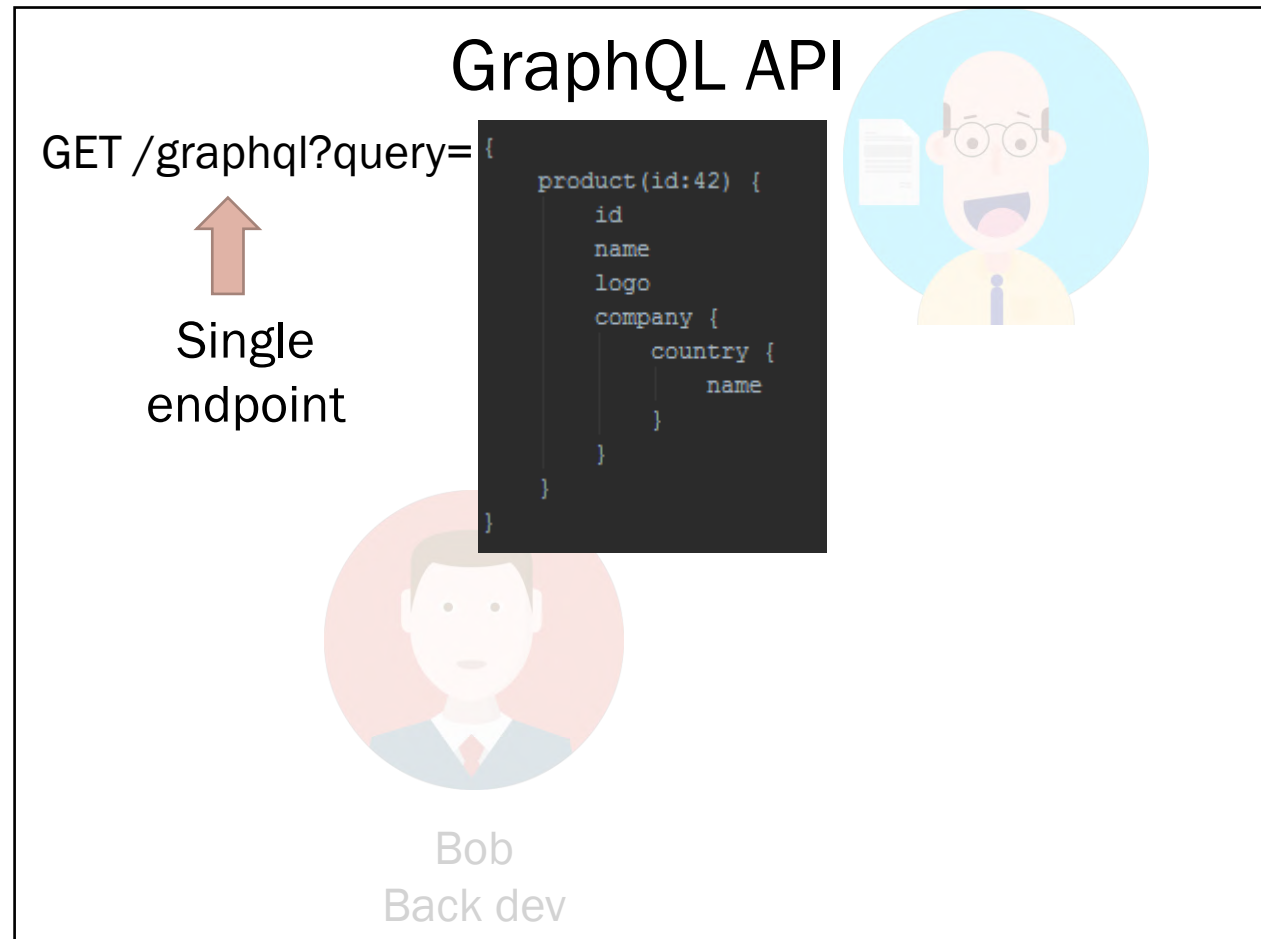 GraphQL API
GET /graphql?query=
{
product(id:42) {
id
name
logo
company {
country {
name
}
}
}
}
Single
endpoint
Bob
Back dev